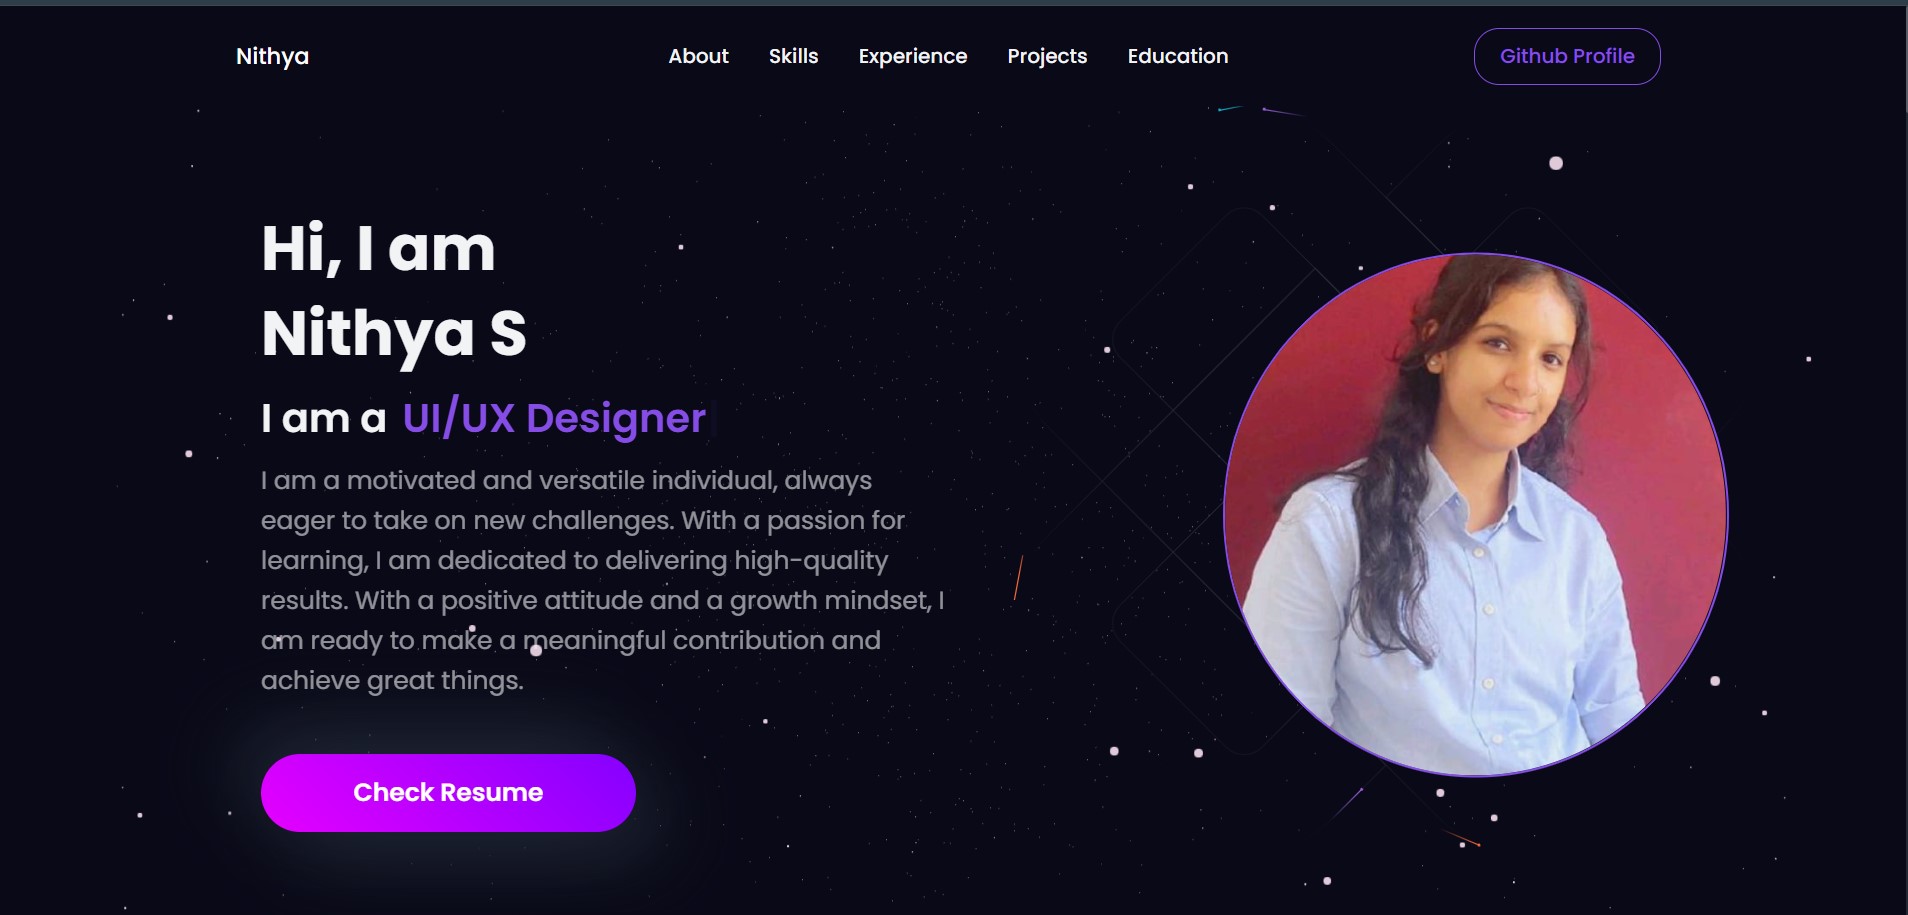 Nithya
About Skills Experience Projects Education
Github Profile
Hi, I am
Nithya S
I am a UI/UX Designer
I am a motivated and versatile individual, always
eager to take on new challenges. With a passion for
learning, I am dedicated to delivering high-quality
results. With a positive attitude and a growth mindset, I
am ready to make a meaningful contribution and
achieve great things.
Check Resume